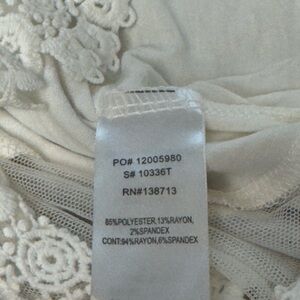 PO# 12005980
S# 10336T
RN#138713
85%POLYESTER,13%RAYON,
2%SPANDEX
CONT:94%RAYON,6%SPANDEX